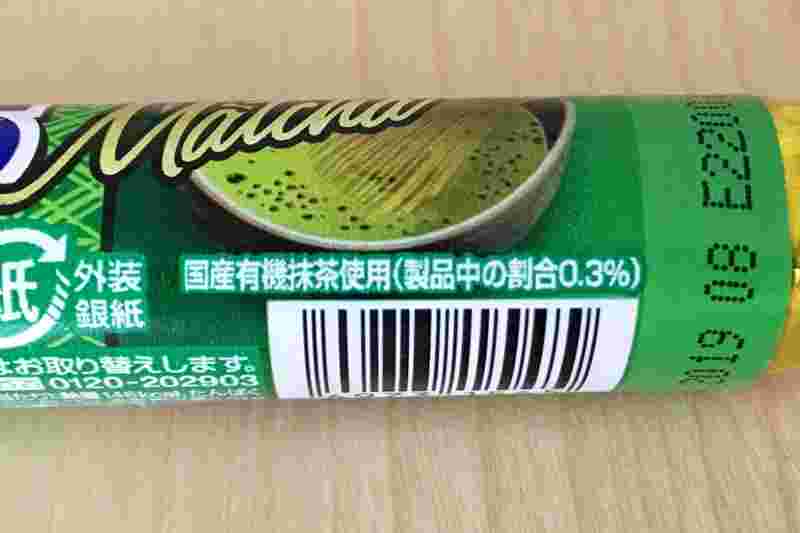 Matcha
紙
外装
銀紙
国産有機抹茶使用(製品中の割合0.3%)
はお取り替えします。
0120-202903
2019 08 E220